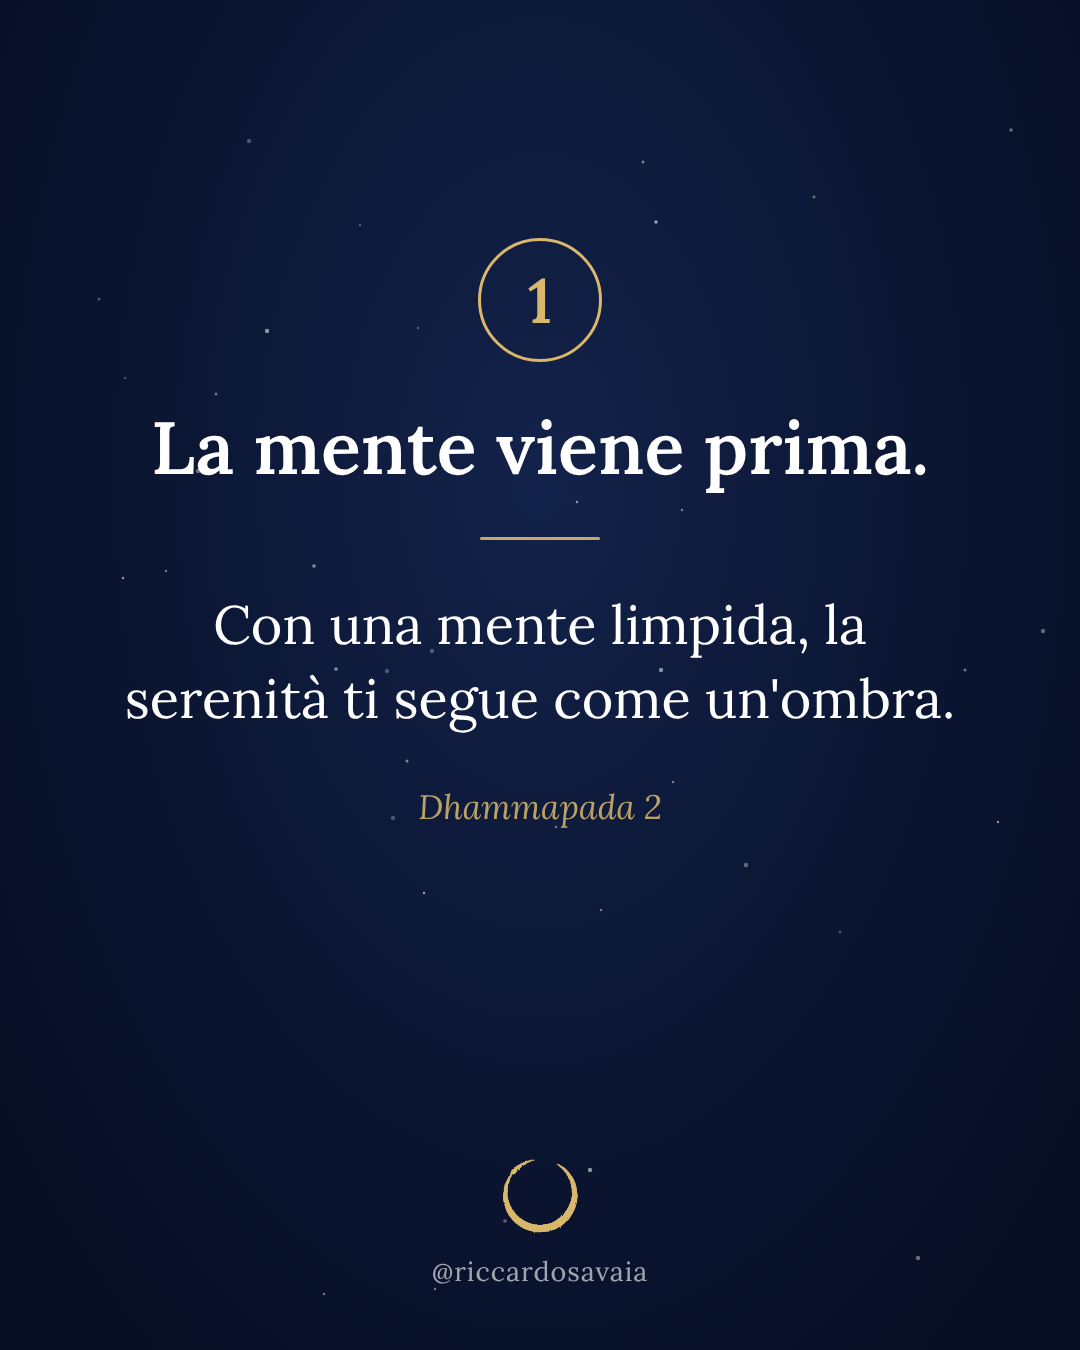 1
La mente viene prima.
Con una mente limpida, la
serenità ti segue come un'ombra.
Dhammapada 2
@riccardosavaia